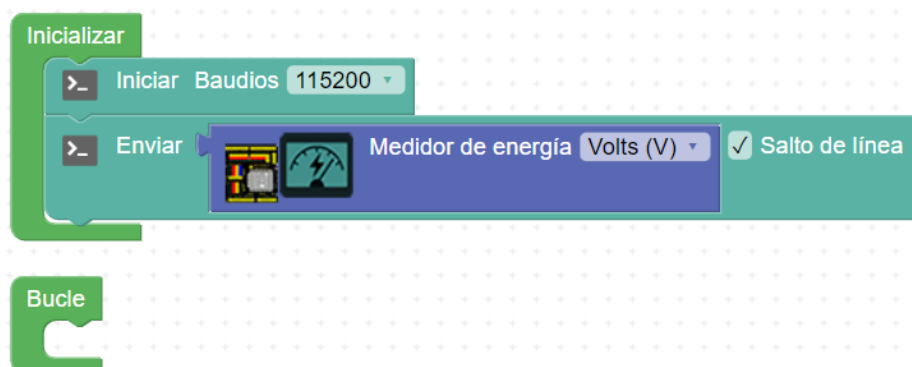 Inicializar
Iniciar Baudios 115200
Enviar Medidor de energía Volts (V) Salto de línea
Bucle